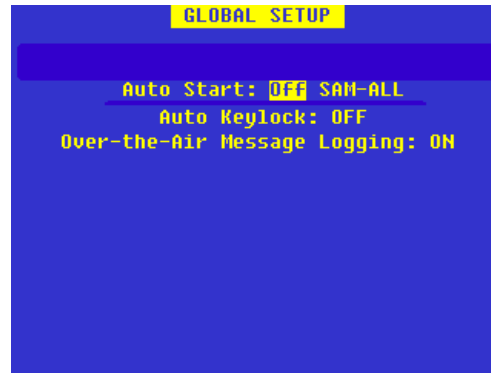 GLOBAL SETUP
Auto Start: Off SAM-ALL
Auto Keylock: OFF
Over-the-Air Message Logging: ON